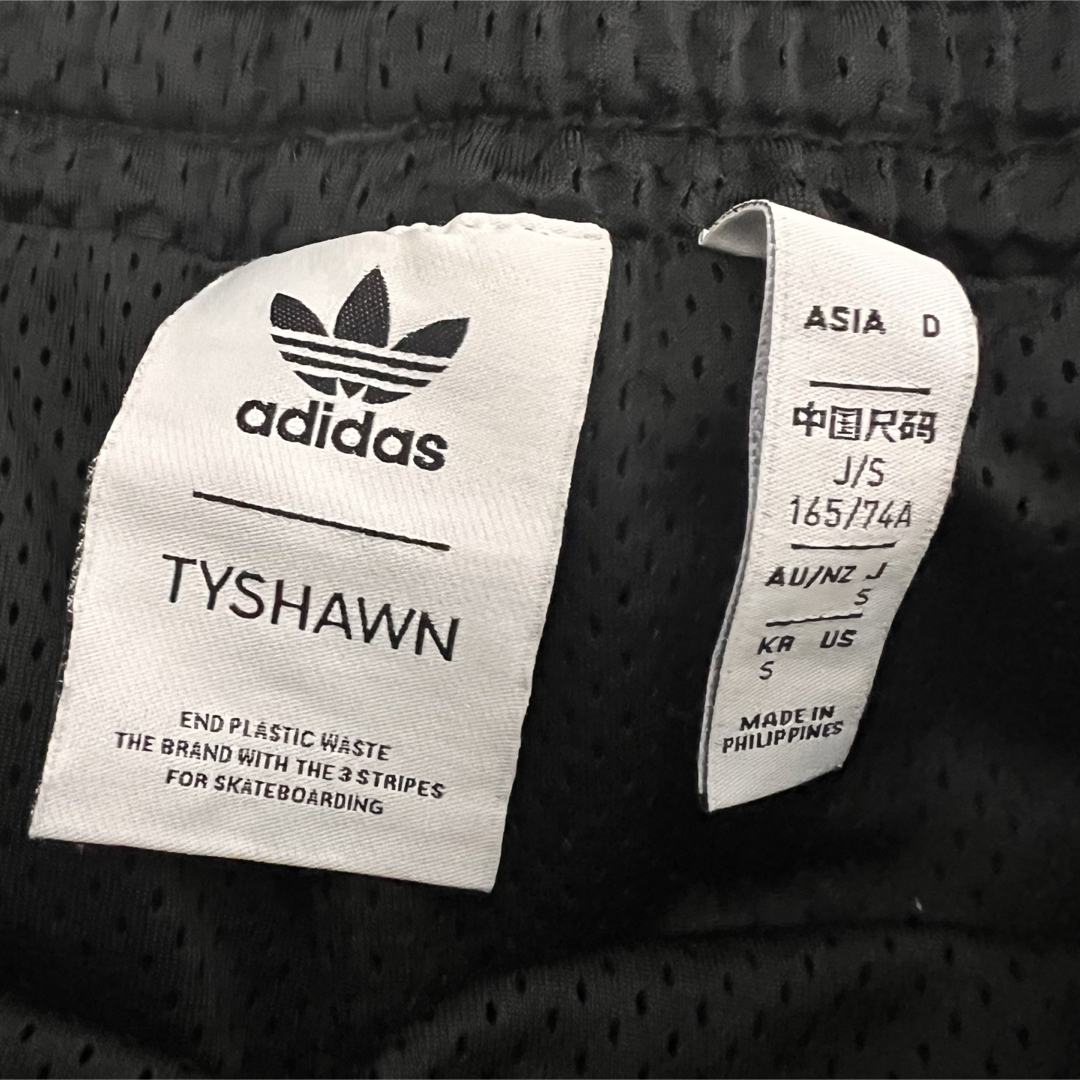 adidas
TYSHAWN
END PLASTIC WASTE
THE BRAND WITH THE 3 STRIPES
FOR SKATEBOARDING
ASIA D
中国尺码
J/S
165/74A
AU/NZ J
S
KR US
S
MADE IN
PHILIPPINES